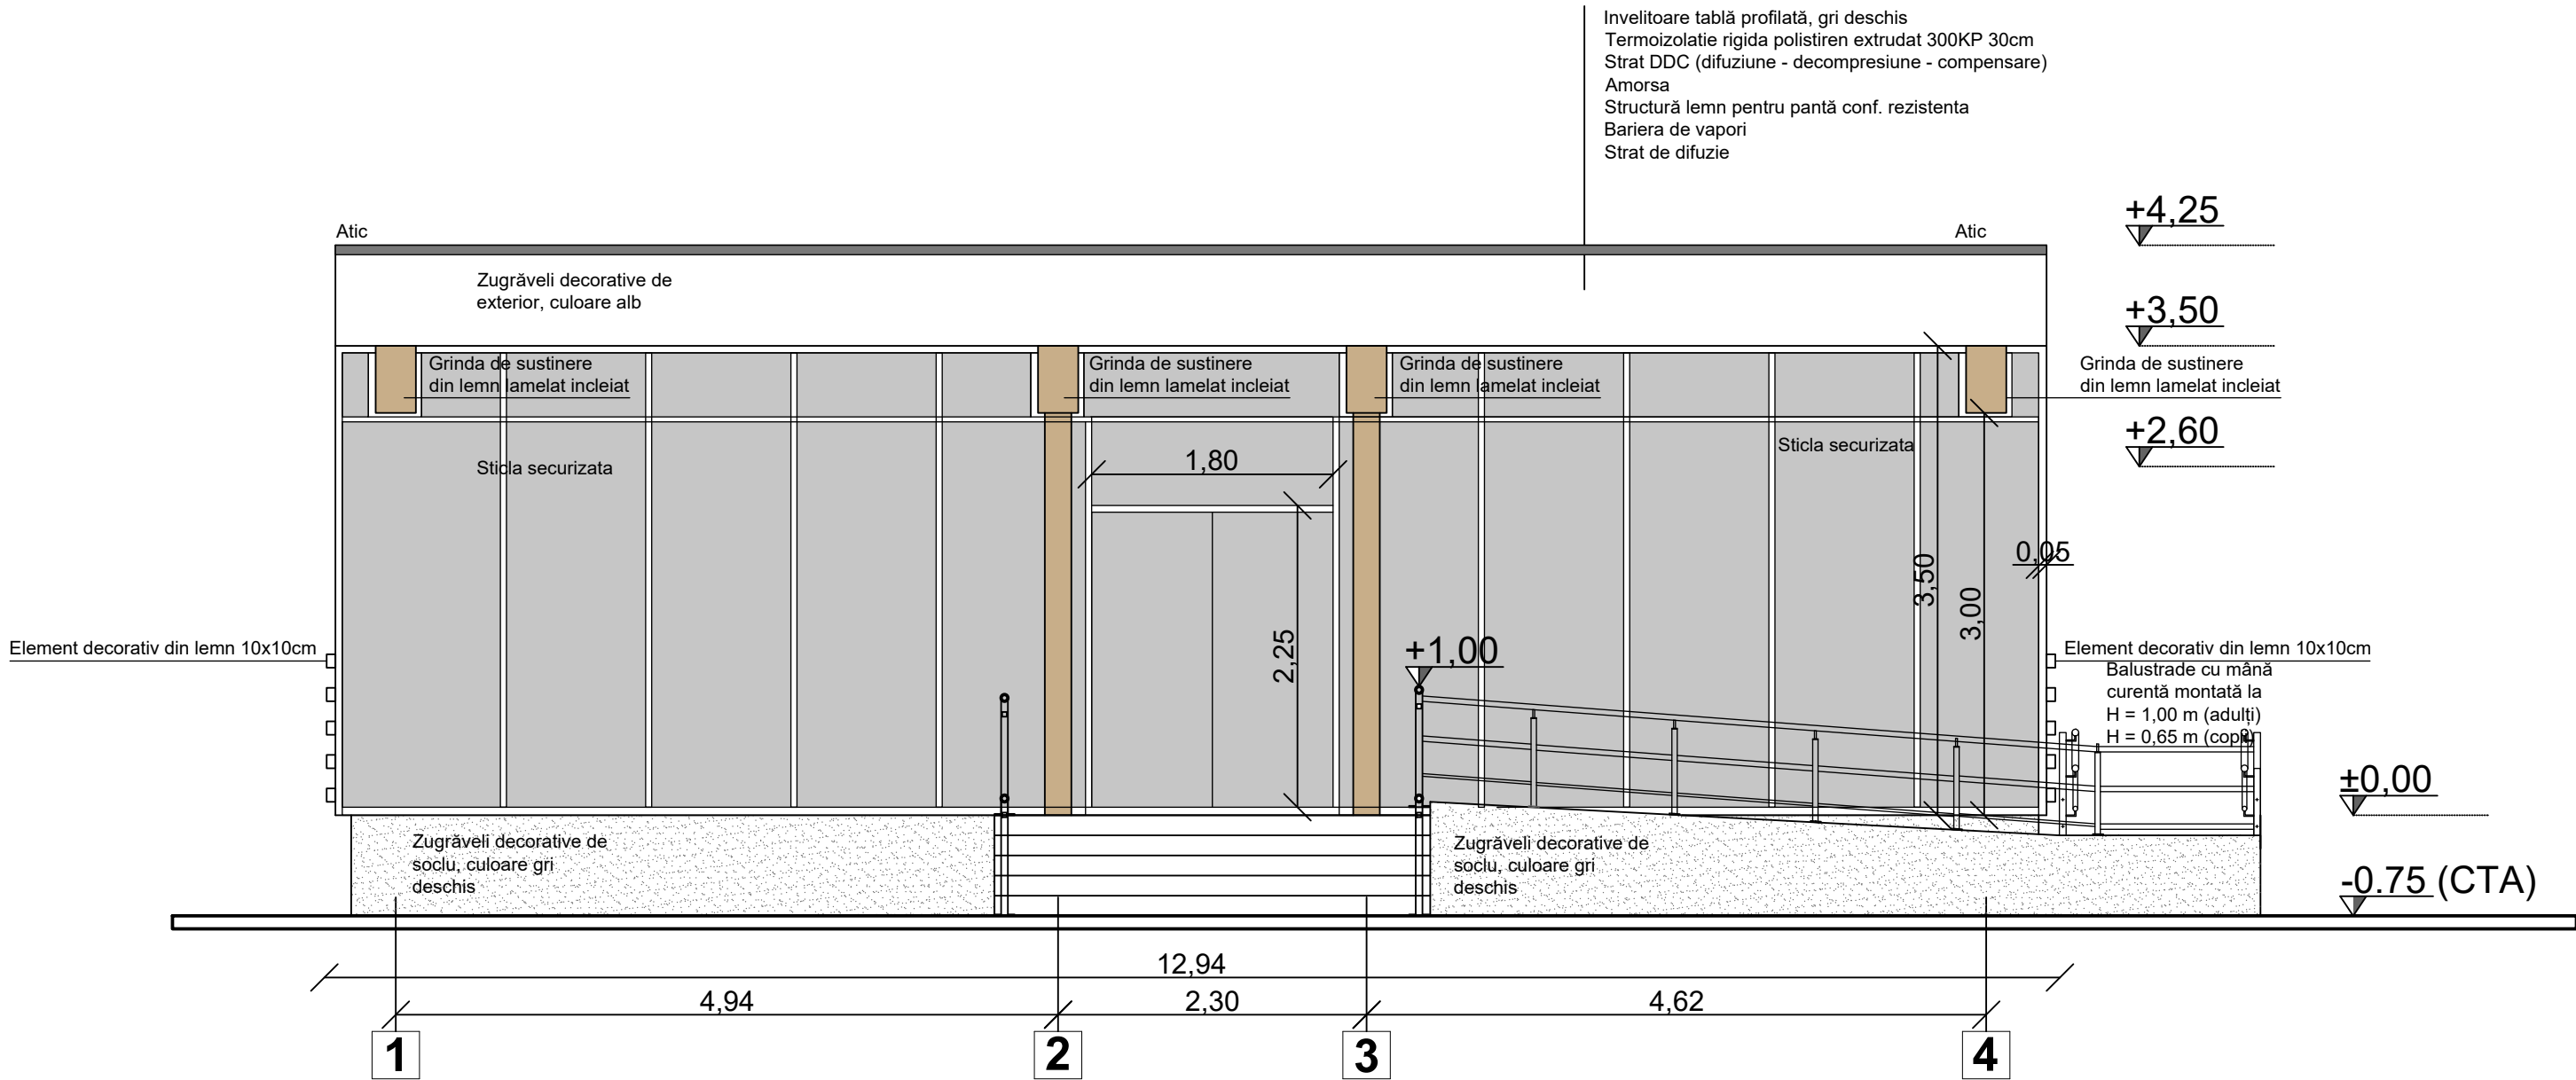 Invelitoare tablă profilată, gri deschis
Termoizolatie rigida polistiren extrudat 300KP 30cm
Strat DDC (difuziune - decompresiune - compensare)
Amorsa
Structură lemn pentru pantă conf. rezistenta
Bariera de vapori
Strat de difuzie
+4,25
Atic
Atic
Zugrăveli decorative de
exterior, culoare alb
+3,50
Grinda de sustinere
din lemn lamelat incleiat
Grinda de sustinere
din lemn lamelat incleiat
Grinda de sustinere
din lemn lamelat incleiat
Grinda de sustinere
din lemn lamelat incleiat
+2,60
Sticla securizata
1,80
Sticla securizata
0,05
3,50
3,00
2,25
+1,00
Element decorativ din lemn 10x10cm
Element decorativ din lemn 10x10cm
Balustrade cu mână
curentă montată la
H = 1,00 m (adulți)
H = 0,65 m (copii)
±0,00
Zugrăveli decorative de
soclu, culoare gri
deschis
Zugrăveli decorative de
soclu, culoare gri
deschis
-0.75 (CTA)
12,94
4,94
2,30
4,62
1
2
3
4